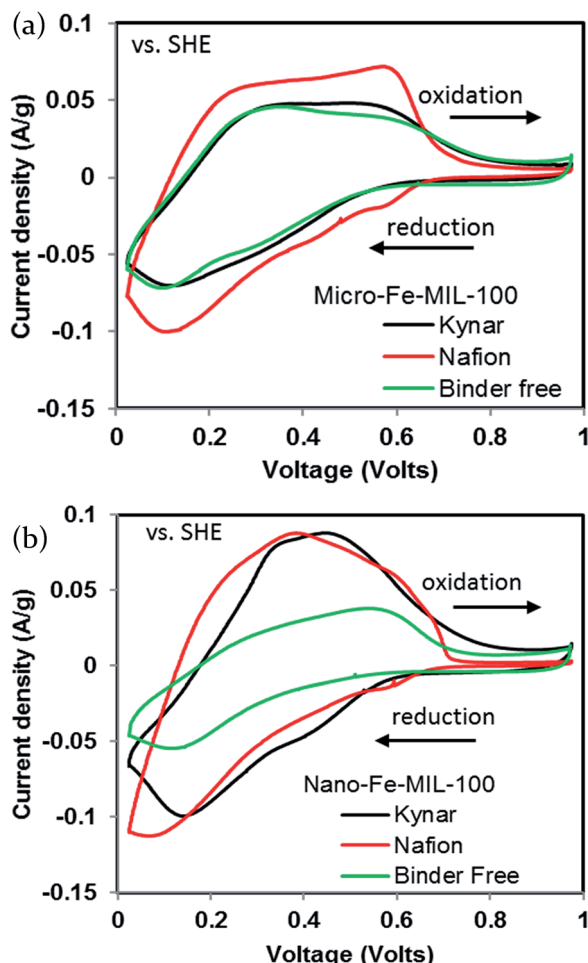 (a)
vs. SHE
0.1
0.05
0
-0.05
-0.1
-0.15
Current density (A/g)
oxidation
reduction
Micro-Fe-MIL-100
Kynar
Nafion
Binder free
0 0.2 0.4 0.6 0.8 1
Voltage (Volts)
(b)
vs. SHE
0.1
0.05
0
-0.05
-0.1
-0.15
Current density (A/g)
oxidation
reduction
Nano-Fe-MIL-100
Kynar
Nafion
Binder Free
0 0.2 0.4 0.6 0.8 1
Voltage (Volts)